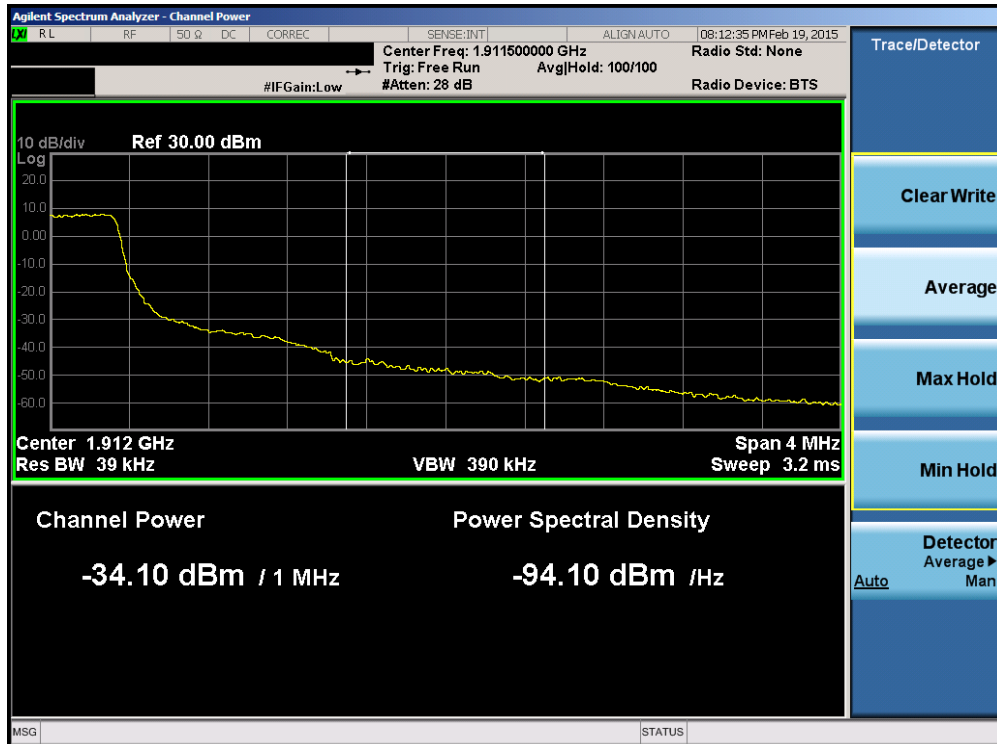 Agilent Spectrum Analyzer - Channel Power
LXI RL RF 50 Ω DC CORREC SENSE:INT ALIGN AUTO 08:12:35 PM Feb 19, 2015
Center Freq: 1.911500000 GHz Radio Std: None
Trig: Free Run Avg|Hold: 100/100
#IFGain:Low #Atten: 28 dB Radio Device: BTS
10 dB/div Ref 30.00 dBm
Log
20.0
10.0
0.00
-10.0
-20.0
-30.0
-40.0
-50.0
-60.0
Center 1.912 GHz Span 4 MHz
Res BW 39 kHz VBW 390 kHz Sweep 3.2 ms
Channel Power Power Spectral Density
-34.10 dBm / 1 MHz -94.10 dBm /Hz
MSG STATUS
Trace/Detector
Clear Write
Average
Max Hold
Min Hold
Detector
Average
Auto Man